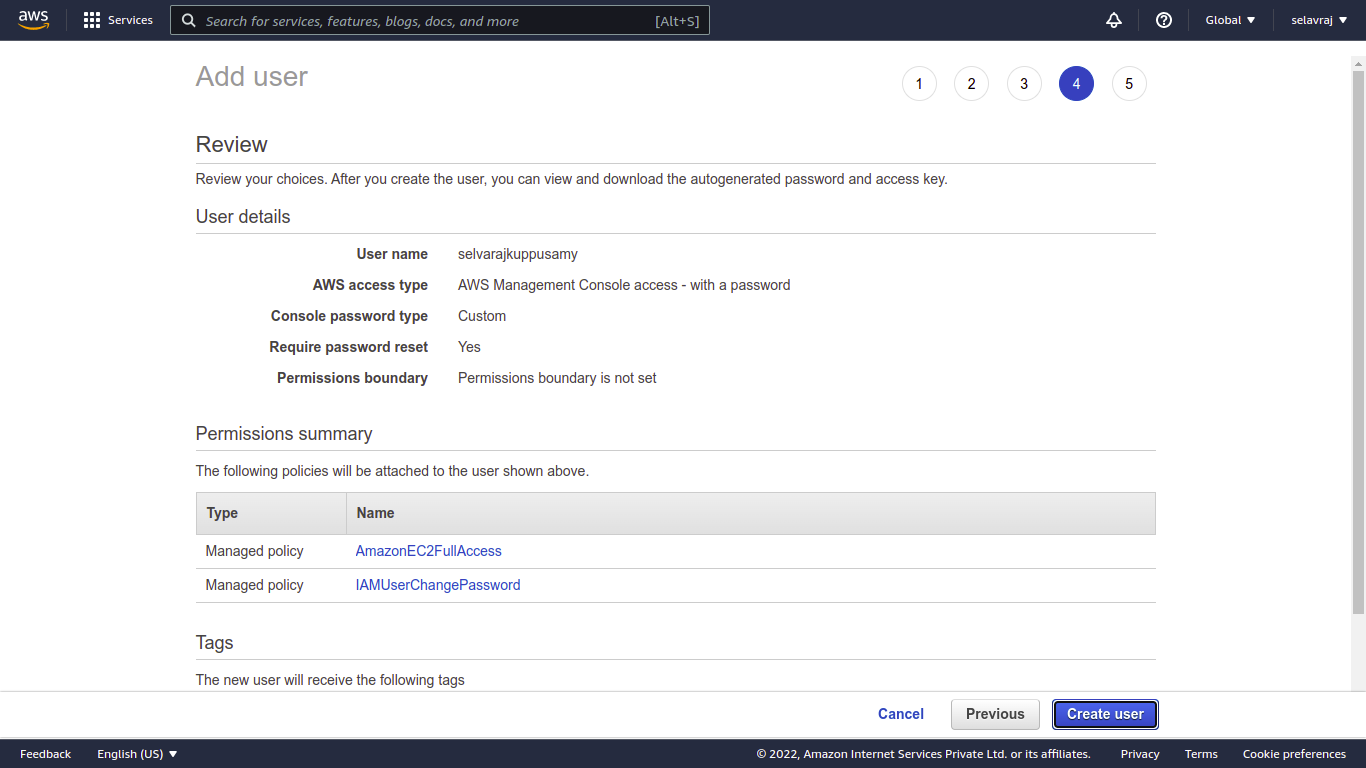 aws Services Search for services, features, blogs, docs, and more [Alt+S] Global selavraj
Add user 1 2 3 4 5
Review
Review your choices. After you create the user, you can view and download the autogenerated password and access key.
User details
User name selvarajkuppusamy
AWS access type AWS Management Console access - with a password
Console password type Custom
Require password reset Yes
Permissions boundary Permissions boundary is not set
Permissions summary
The following policies will be attached to the user shown above.
Type Name
Managed policy AmazonEC2FullAccess
Managed policy IAMUserChangePassword
Tags
The new user will receive the following tags
Cancel Previous Create user
Feedback English (US) © 2022, Amazon Internet Services Private Ltd. or its affiliates. Privacy Terms Cookie preferences